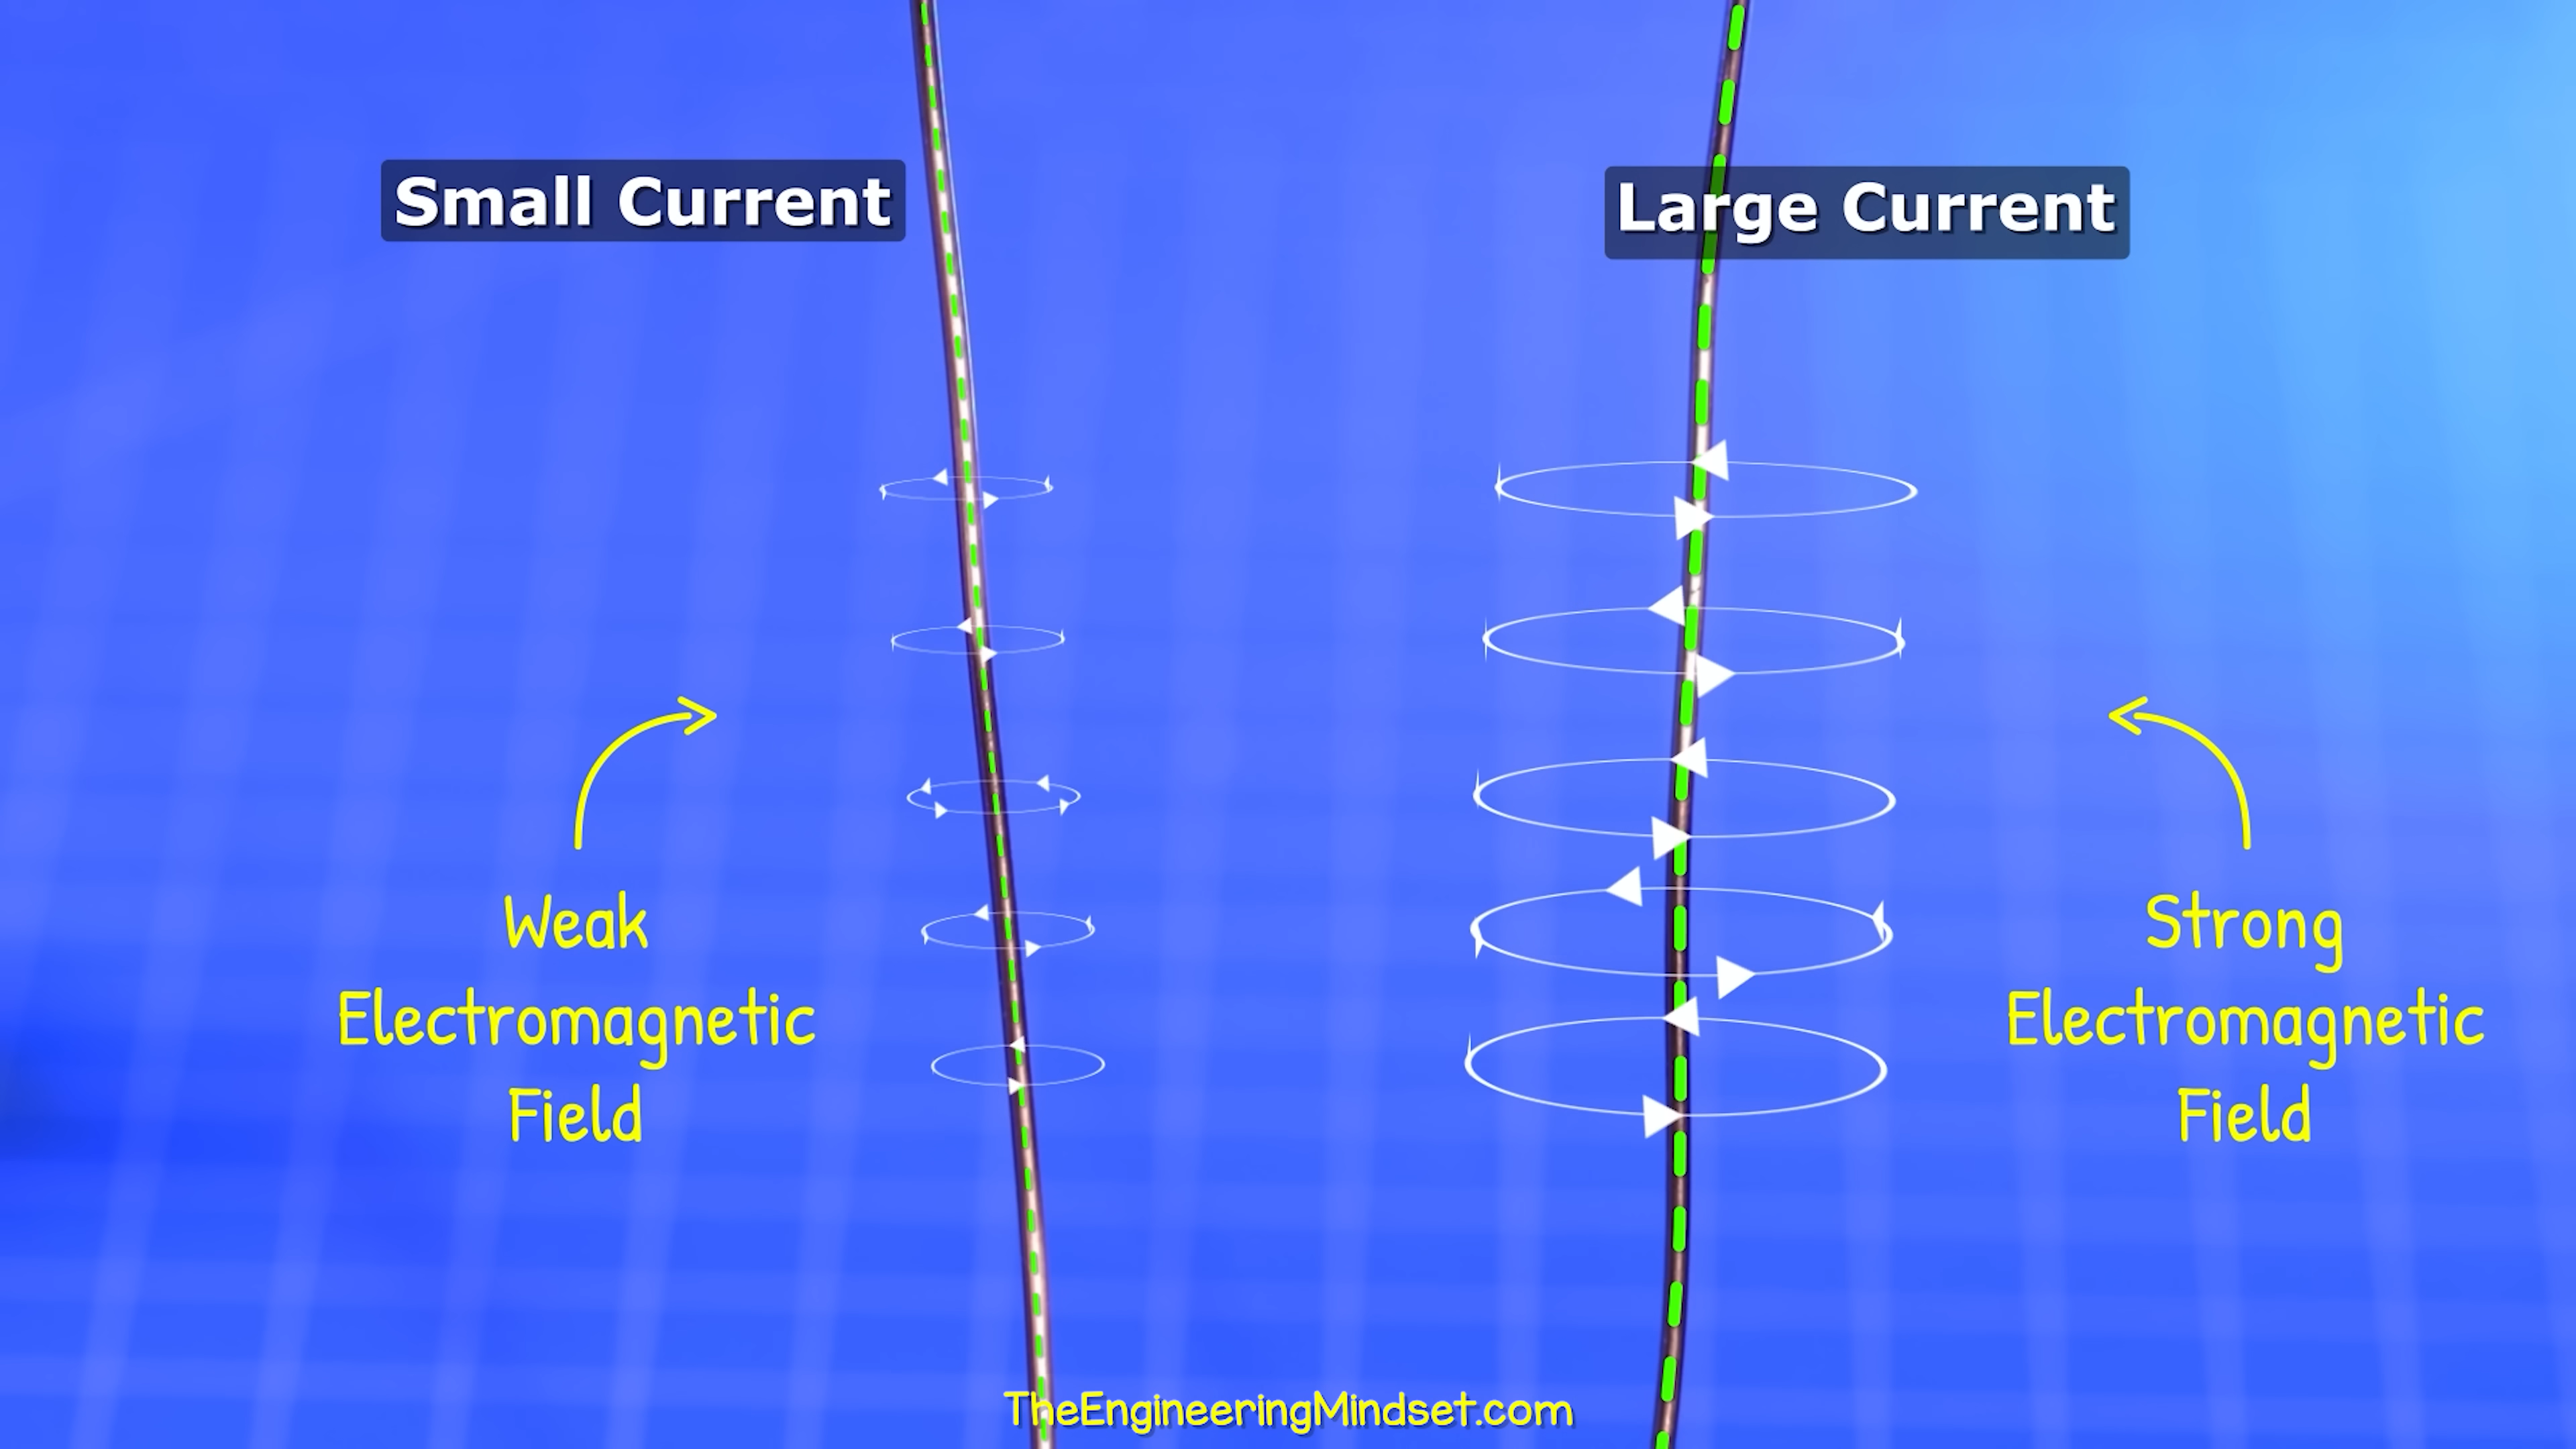 Small Current
Large Current
Weak
Electromagnetic
Field
Strong
Electromagnetic
Field
TheEngineeringMindset.com